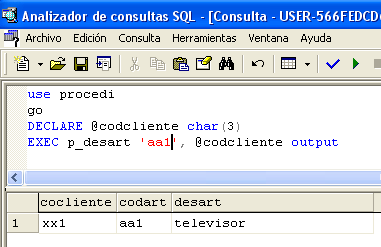 Analizador de consultas SQL - [Consulta - USER-566FEDCD
Archivo Edición Consulta Herramientas Ventana Ayuda
use procedi
go
DECLARE @codcliente char(3)
EXEC p_desart 'aa1', @codcliente output
cocliente codart desart
1 xx1 aa1 televisor